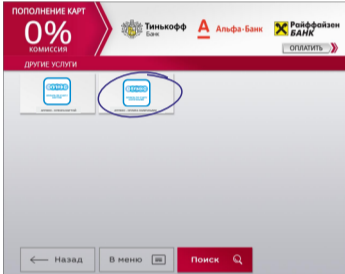 ПОПОЛНЕНИЕ КАРТ
0%
КОМИССИЯ
Тинькофф
Банк
А Альфа-Банк
Райффайзен
БАНК
ОПЛАТИТЬ
ДРУГИЕ УСЛУГИ
Назад
В меню
Поиск